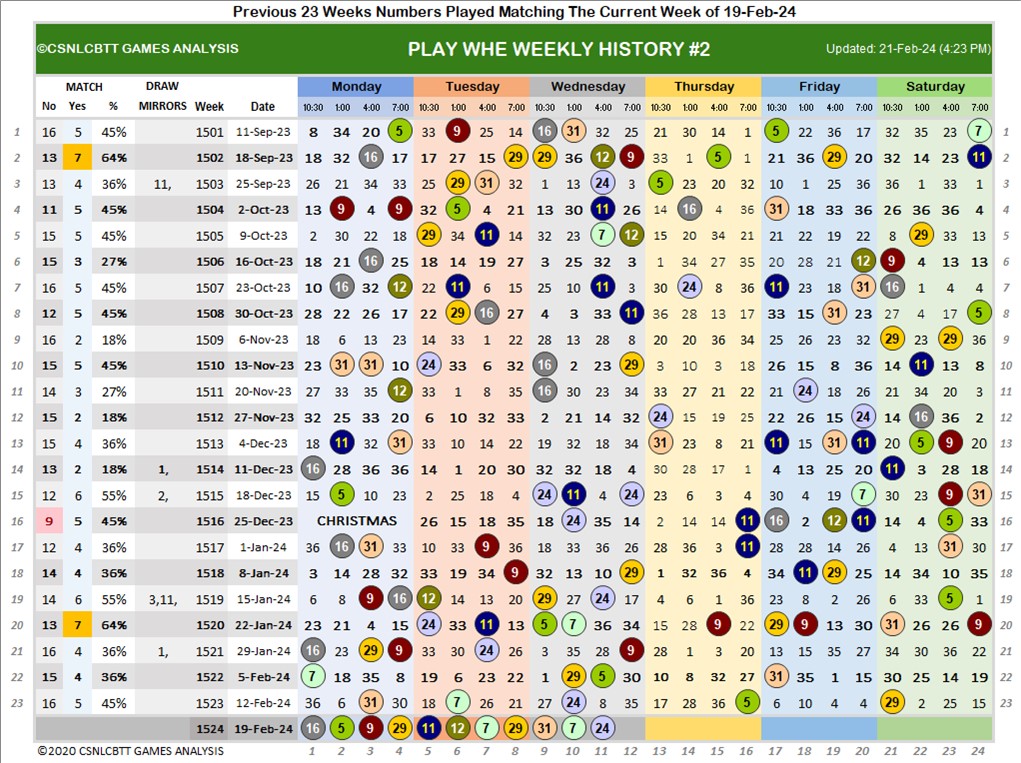 Previous 23 Weeks Numbers Played Matching The Current Week of 19-Feb-24
©CSNLCBTT GAMES ANALYSIS PLAY WHE WEEKLY HISTORY #2 Updated: 21-Feb-24 (4:23 PM)
MATCH DRAW Monday Tuesday Wednesday Thursday Friday Saturday
No Yes % MIRRORS Week Date 10:30 1:00 4:00 7:00 10:30 1:00 4:00 7:00 10:30 1:00 4:00 7:00 10:30 1:00 4:00 7:00 10:30 1:00 4:00 7:00 10:30 1:00 4:00 7:00
1 16 5 45% 1501 11-Sep-23 8 34 20 5 33 9 25 14 16 31 32 25 21 30 14 1 5 22 36 17 32 35 23 7 1
2 13 7 64% 1502 18-Sep-23 18 32 16 17 17 27 15 29 29 36 12 9 33 1 5 1 21 36 29 20 32 14 23 11 2
3 13 4 36% 11, 1503 25-Sep-23 26 21 34 33 25 29 31 32 1 13 24 3 5 23 20 32 10 1 25 36 36 1 33 1 3
4 11 5 45% 1504 2-Oct-23 13 9 4 9 32 5 4 21 13 30 11 26 14 16 4 36 31 18 33 36 26 36 36 4 4
5 15 5 45% 1505 9-Oct-23 2 30 22 18 29 34 11 14 32 23 7 12 15 20 34 21 21 22 19 22 8 29 33 13 5
6 15 3 27% 1506 16-Oct-23 18 21 16 25 18 14 19 27 3 25 32 3 1 34 27 35 20 28 21 12 9 4 13 13 6
7 15 5 45% 1507 23-Oct-23 10 16 32 12 22 11 6 15 25 10 11 3 30 24 8 36 11 23 18 31 16 1 4 4 7
8 12 5 45% 1508 30-Oct-23 28 22 26 17 22 29 16 27 4 3 33 11 36 28 13 17 33 15 31 23 27 4 17 5 8
9 16 2 18% 1509 6-Nov-23 18 6 13 23 14 33 1 22 28 13 28 8 20 20 36 34 25 26 23 32 29 23 29 36 9
10 15 5 45% 1510 13-Nov-23 23 31 31 10 24 33 6 32 16 2 23 29 3 10 3 18 26 15 8 36 14 11 13 8 10
11 14 3 27% 1511 20-Nov-23 27 33 35 12 33 1 8 35 16 30 23 34 33 27 21 22 21 24 18 26 21 34 20 3 11
12 15 2 18% 1512 27-Nov-23 32 25 33 20 6 10 32 33 2 21 14 32 24 15 19 25 22 26 15 24 14 16 36 2 12
13 15 4 36% 1513 4-Dec-23 18 11 32 31 33 10 14 22 19 32 18 34 31 23 8 21 11 15 31 11 20 5 9 20 13
14 13 2 18% 1, 1514 11-Dec-23 16 28 36 36 14 1 20 30 32 32 18 4 30 28 17 1 4 13 25 20 11 3 28 18 14
15 12 6 55% 2, 1515 18-Dec-23 15 5 10 23 2 25 18 4 24 11 4 24 23 6 3 4 30 4 19 7 30 23 9 31 15
16 9 5 45% 1516 25-Dec-23 CHRISTMAS 26 15 18 35 18 24 35 14 2 14 14 11 16 2 12 11 14 4 5 33 16
17 12 4 36% 1517 1-Jan-24 36 16 31 33 10 33 9 36 18 33 36 26 28 36 3 11 28 28 14 26 4 23 31 30 17
18 14 4 36% 1518 8-Jan-24 3 14 28 32 33 19 34 9 32 13 10 29 1 32 36 4 34 11 29 25 14 34 10 35 18
19 14 6 55% 3,11, 1519 15-Jan-24 6 8 9 16 12 14 13 20 29 27 24 17 4 6 1 36 23 8 2 26 6 33 5 1 19
20 13 7 64% 1520 22-Jan-24 23 21 4 15 24 33 11 13 5 7 36 34 15 28 9 22 29 9 13 30 31 26 26 9 20
21 16 4 36% 1, 1521 29-Jan-24 16 23 29 9 33 30 24 21 3 35 28 9 28 1 3 20 13 15 35 27 34 30 36 22 21
22 15 4 36% 1522 5-Feb-24 7 18 35 8 19 6 23 22 1 29 5 30 10 8 32 27 31 35 1 15 30 25 14 19 22
23 16 5 45% 1523 12-Feb-24 36 6 31 30 18 7 26 21 27 24 8 35 17 28 36 5 6 10 4 4 29 2 25 15 23
1524 19-Feb-24 16 5 9 29 11 12 7 29 31 7 24
©2020 CSNLCBTT GAMES ANALYSIS 1 2 3 4 5 6 7 8 9 10 11 12 13 14 15 16 17 18 19 20 21 22 23 24